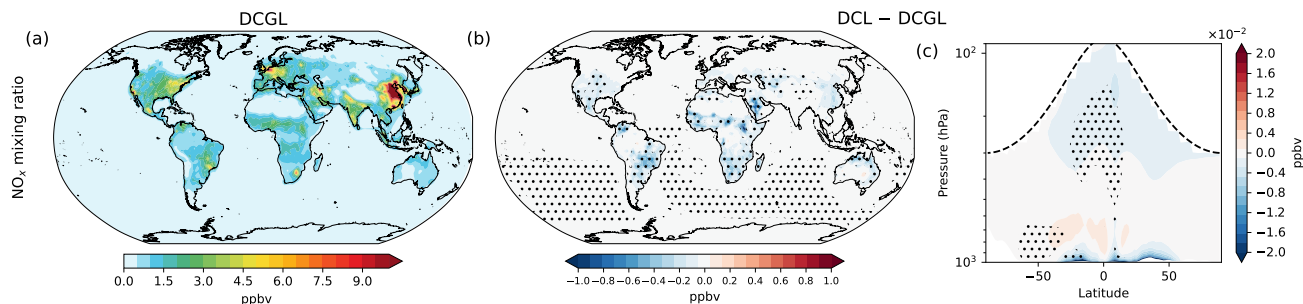 DCGL
DCL − DCGL
(a)
(b)
(c)
NOx mixing ratio
0.0 1.5 3.0 4.5 6.0 7.5 9.0
ppbv
−1.0 −0.8 −0.6 −0.4 −0.2 0.0 0.2 0.4 0.6 0.8 1.0
ppbv
10²
10³
Pressure (hPa)
−50 0 50
Latitude
×10⁻²
2.0
1.6
1.2
0.8
0.4
0.0
−0.4
−0.8
−1.2
−1.6
−2.0
ppbv